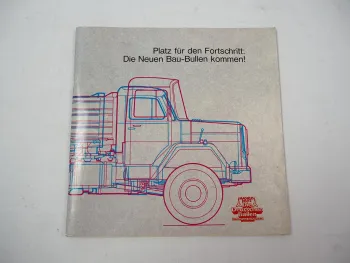 Platz für den Fortschritt.
Die Neuen Bau-Bullen kommen!